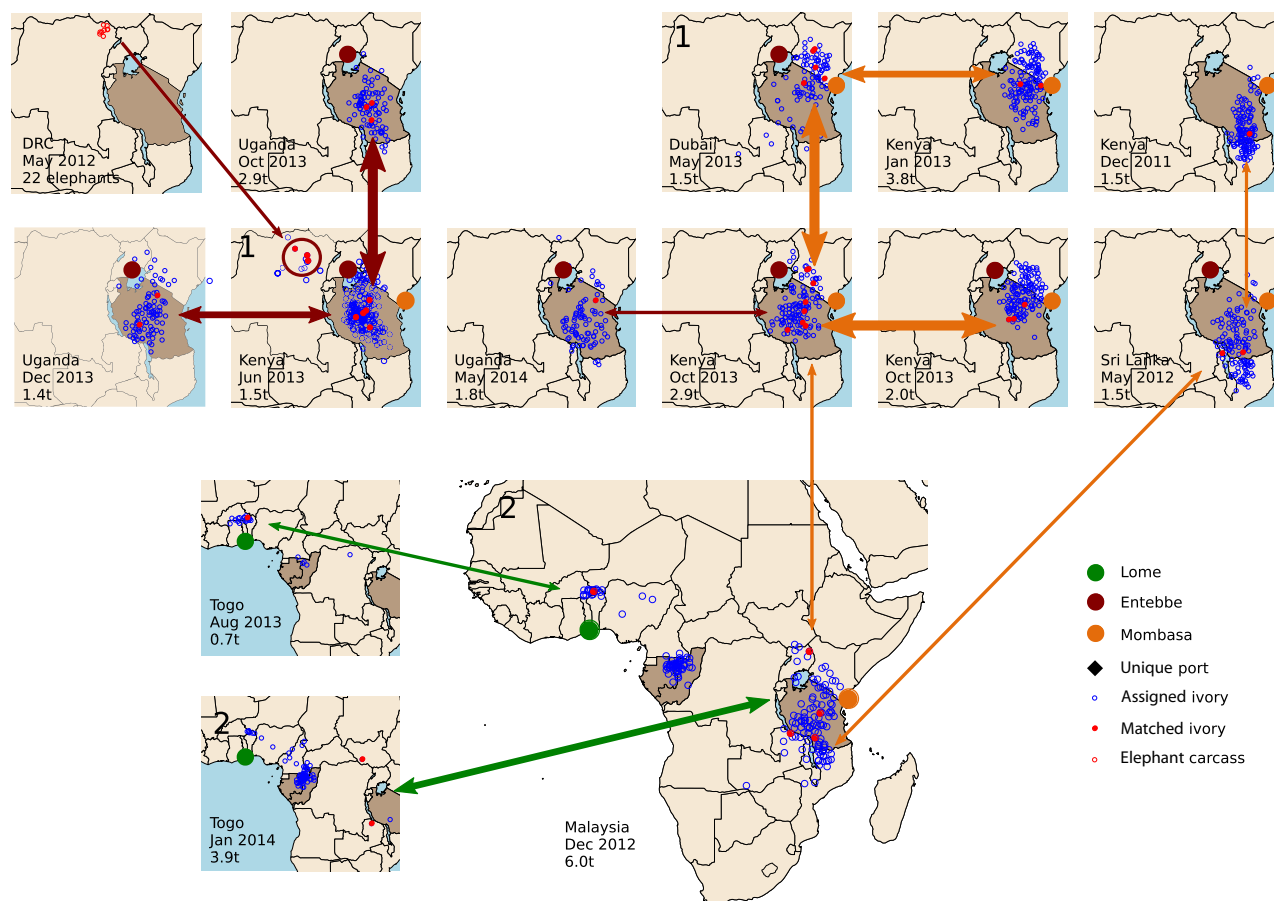 DRC
May 2012
22 elephants
Uganda
Oct 2013
2.9t
1
Dubai
May 2013
1.5t
Kenya
Jan 2013
3.8t
Kenya
Dec 2011
1.5t
Uganda
Dec 2013
1.4t
1
Kenya
Jun 2013
1.5t
Uganda
May 2014
1.8t
Kenya
Oct 2013
2.9t
Kenya
Oct 2013
2.0t
Sri Lanka
May 2012
1.5t
Togo
Aug 2013
0.7t
2
Malaysia
Dec 2012
6.0t
2
Togo
Jan 2014
3.9t
Lome
Entebbe
Mombasa
Unique port
Assigned ivory
Matched ivory
Elephant carcass